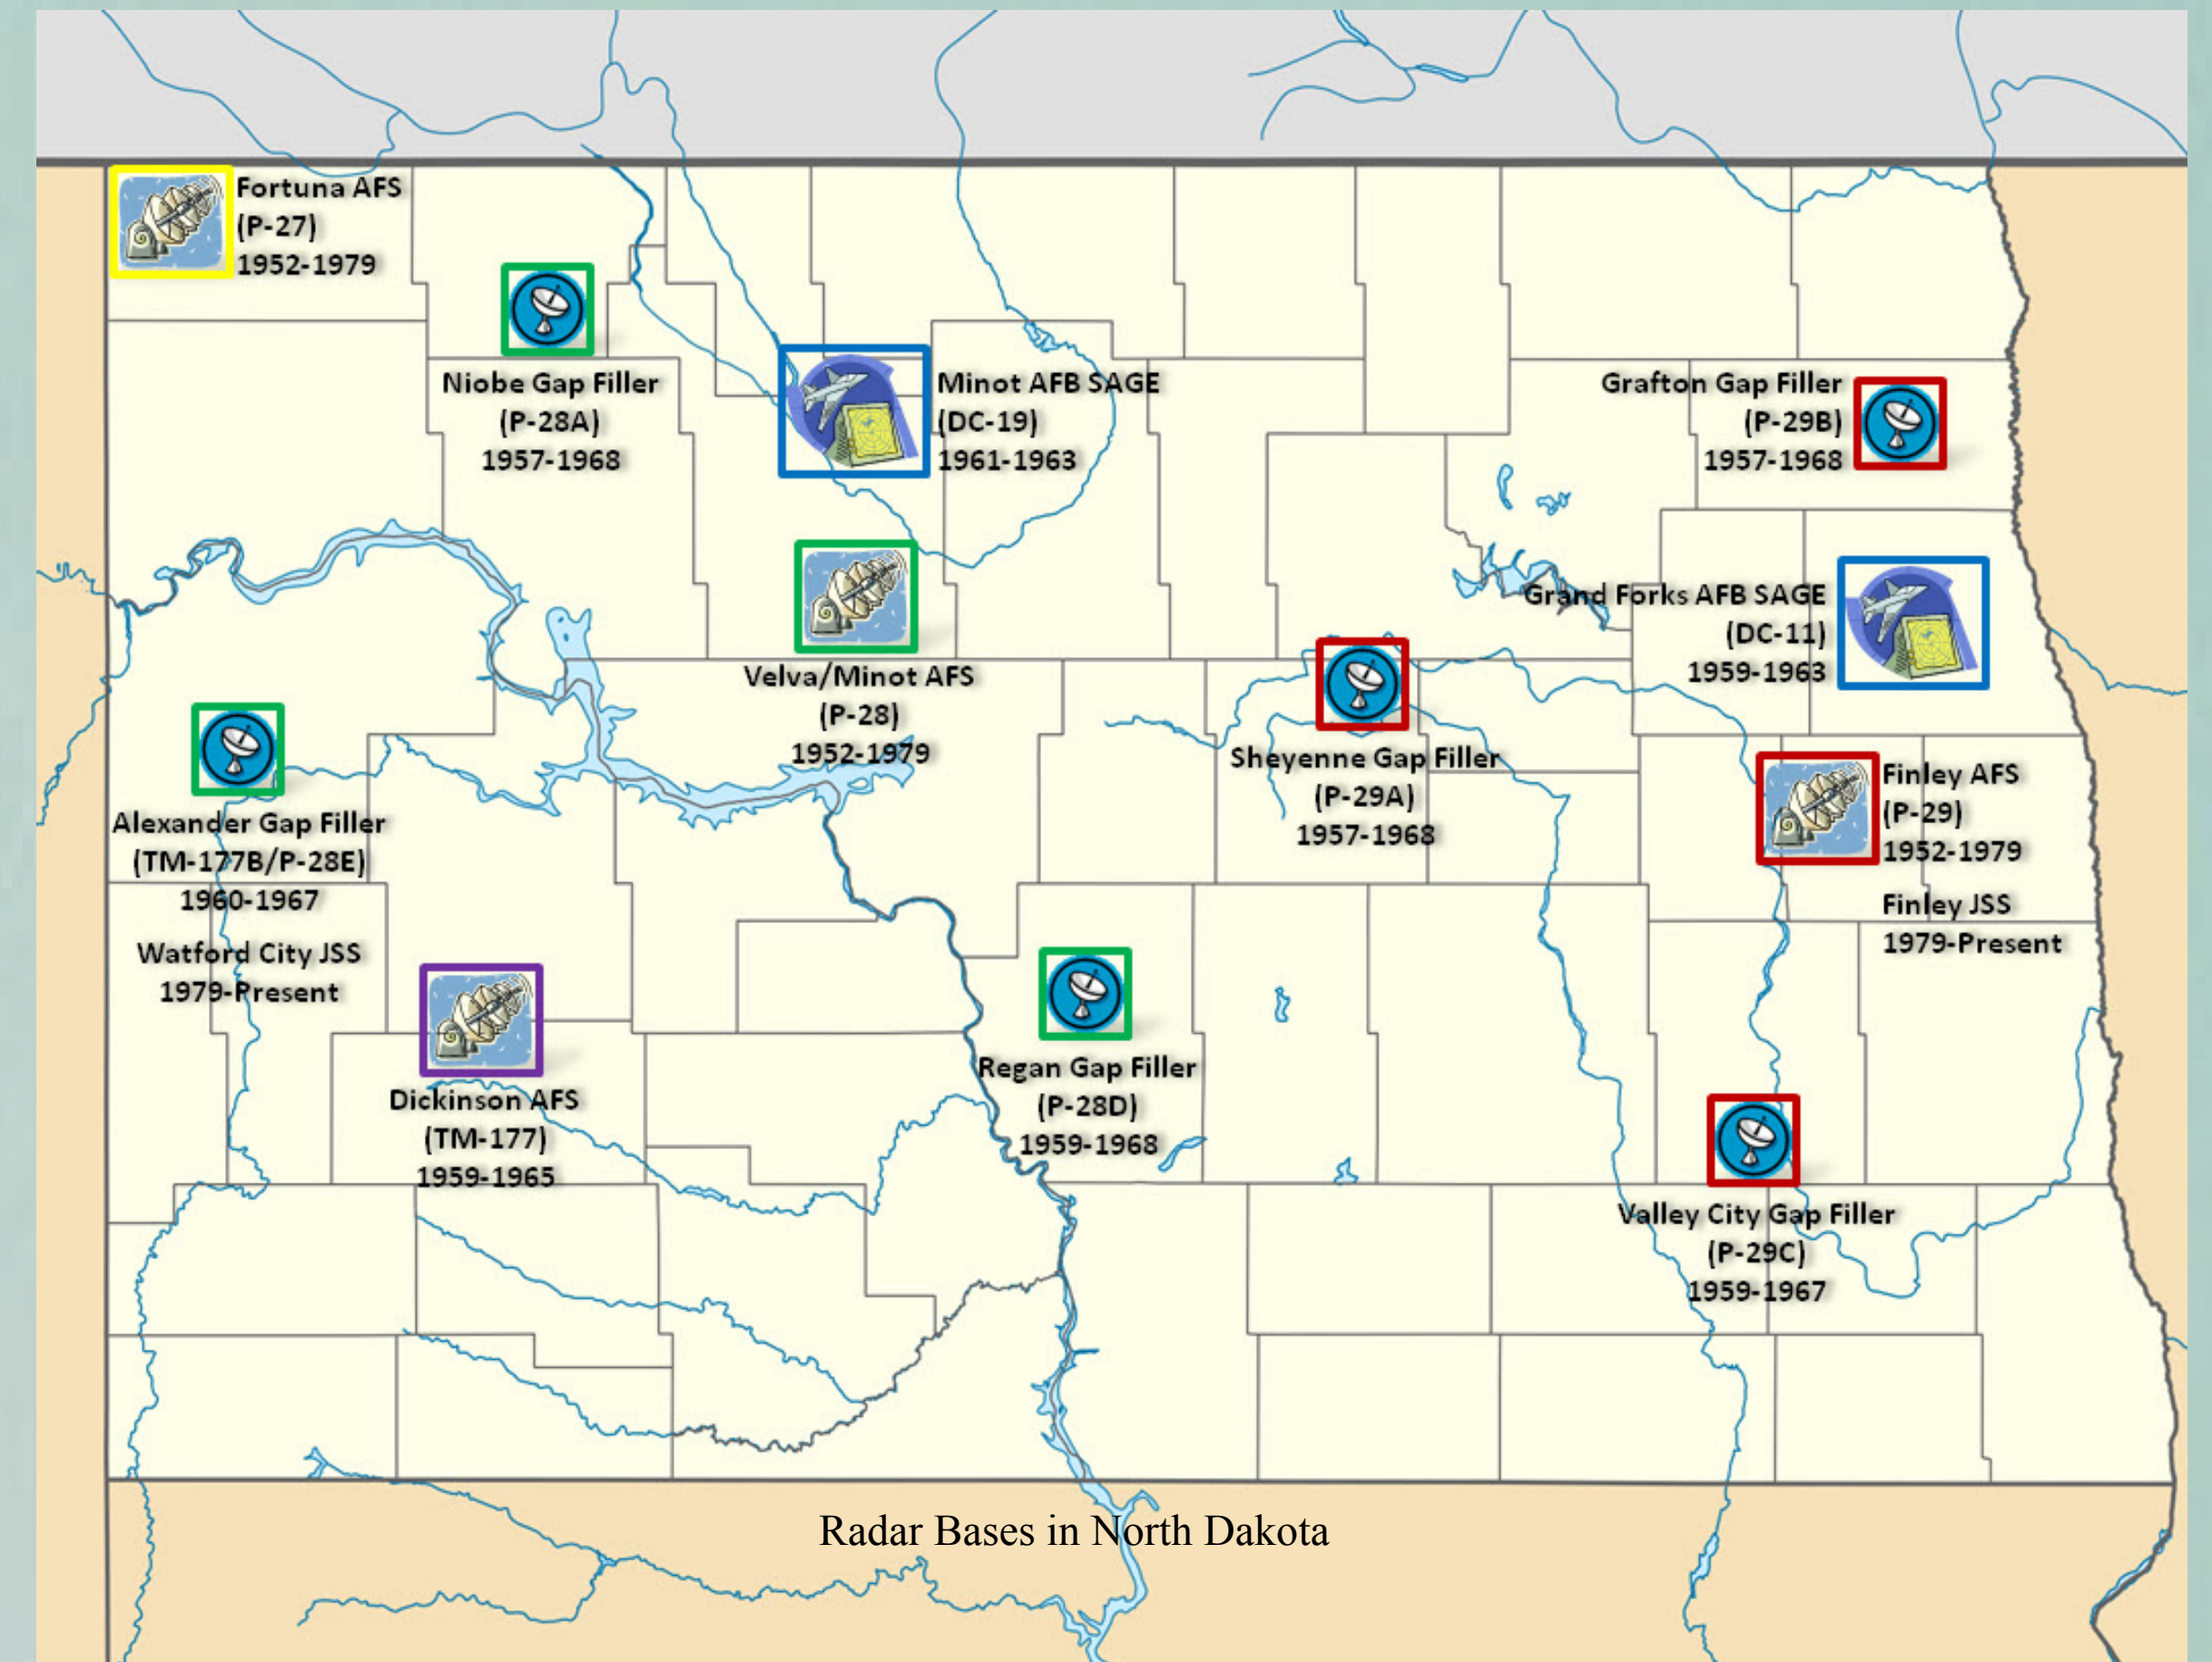 Fortuna AFS
(P-27)
1952-1979
Niobe Gap Filler
(P-28A)
1957-1968
Minot AFB SAGE
(DC-19)
1961-1963
Grafton Gap Filler
(P-29B)
1957-1968
Velva/Minot AFS
(P-28)
1952-1979
Grand Forks AFB SAGE
(DC-11)
1959-1963
Sheyenne Gap Filler
(P-29A)
1957-1968
Alexander Gap Filler
(TM-177B/P-28E)
1960-1967
Watford City JSS
1979-Present
Finley AFS
(P-29)
1952-1979
Finley JSS
1979-Present
Dickinson AFS
(TM-177)
1959-1965
Regan Gap Filler
(P-28D)
1959-1968
Valley City Gap Filler
(P-29C)
1959-1967
Radar Bases in North Dakota